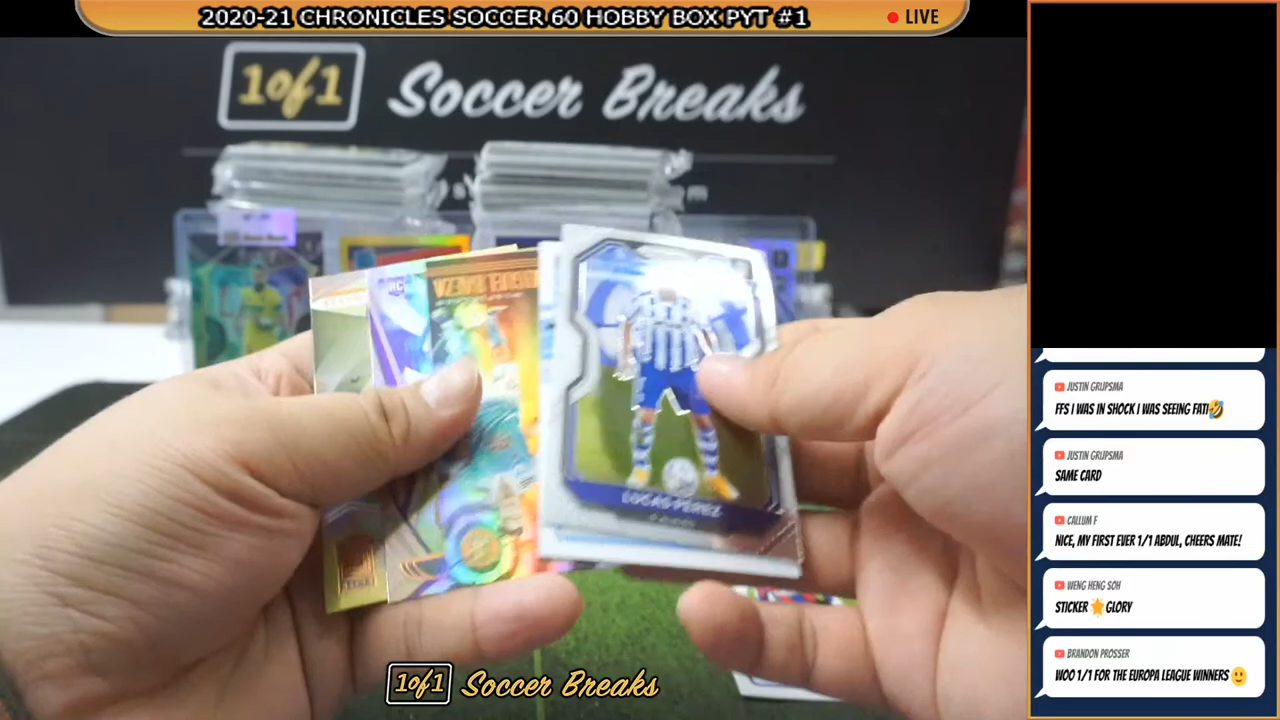 2020-21 CHRONICLES SOCCER 60 HOBBY BOX PYT #1
LIVE
1of1
Soccer Breaks
RC
LUCAS PEREZ
1of1 Soccer Breaks
JUSTIN GRIJPSMA
FFS I WAS IN SHOCK I WAS SEEING FATI🤣
JUSTIN GRIJPSMA
SAME CARD
CALLUM F
NICE, MY FIRST EVER 1/1 ABDUL, CHEERS MATE!
WENG HENG SOH
STICKER 🌟 GLORY
BRANDON PROSSER
WOO 1/1 FOR THE EUROPA LEAGUE WINNERS 🙂